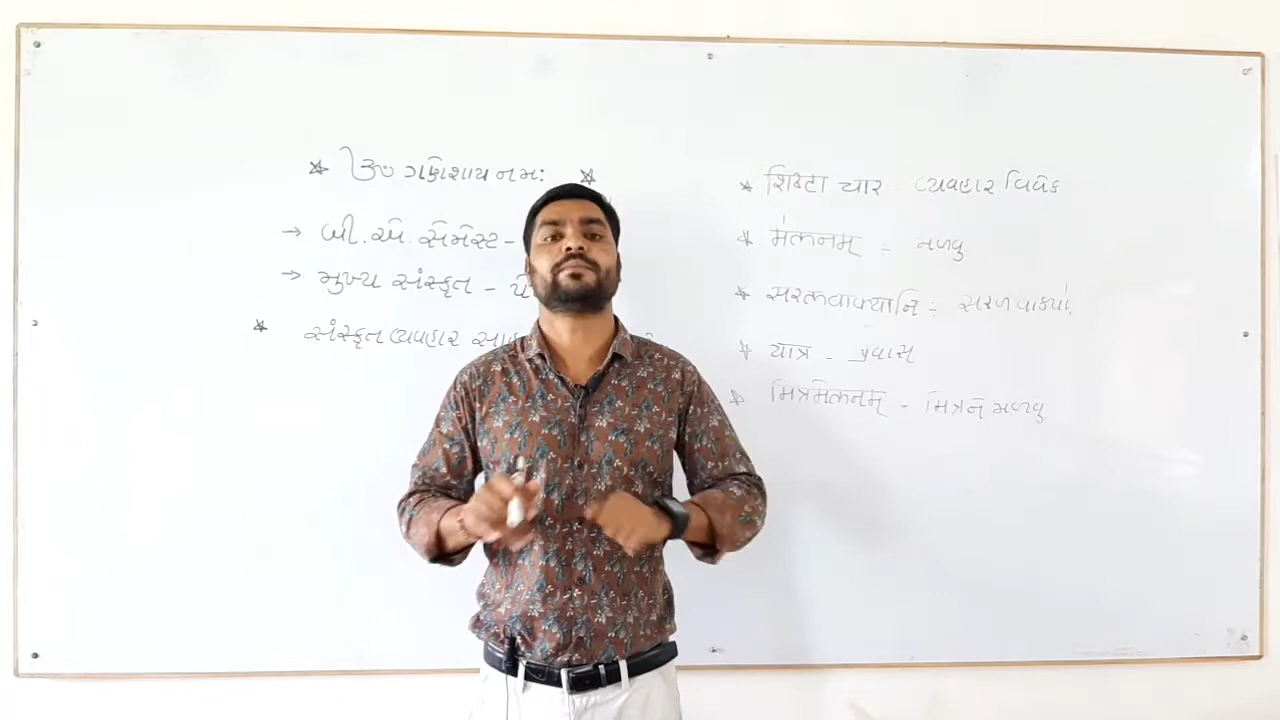 ★ ૐ ગણેશાય નમઃ ★
→ બી. એ. સેમેસ્ટ-
→ મુખ્ય સંસ્કૃત -
★ સંસ્કૃત વ્યવહાર
★ शिष्टाचार - વ્યવહાર વિવેક
★ मेलनम् : મળવુ
★ सरलवाक्यानि : સરળ વાક્યો.
★ यात्र - પ્રવાસ
★ मित्रमेलनम् - મિત્રને મળવુ